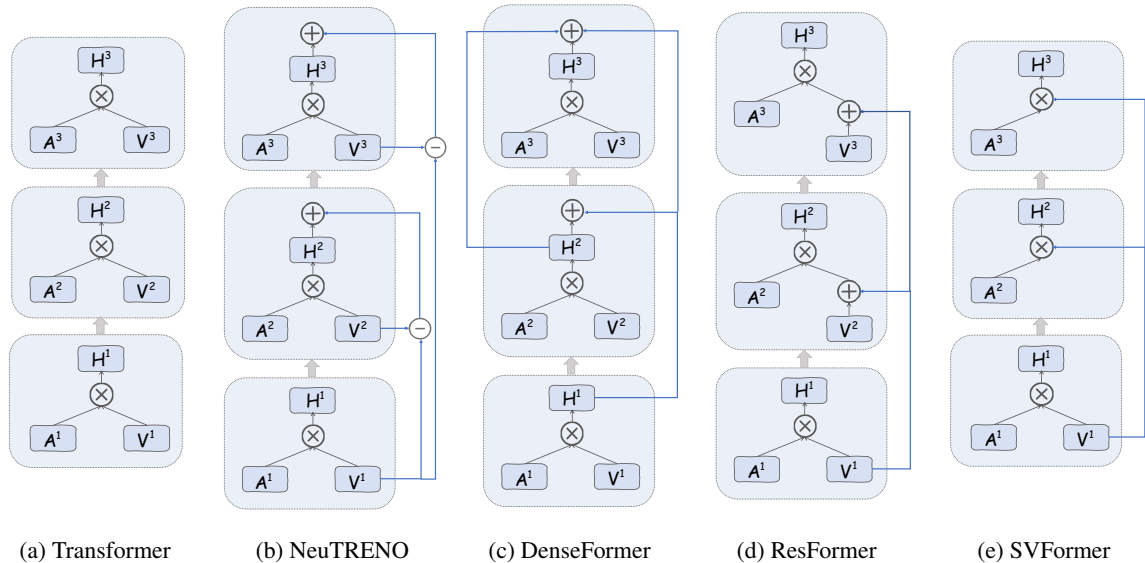 H³
A³ V³
H²
A² V²
H¹
A¹ V¹
(a) Transformer
H³
A³ V³
H²
A² V²
H¹
A¹ V¹
(b) NeuTRENO
H³
A³ V³
H²
A² V²
H¹
A¹ V¹
(c) DenseFormer
H³
A³
V³
H²
A²
V²
H¹
A¹ V¹
(d) ResFormer
H³
A³
H²
A²
H¹
A¹ V¹
(e) SVFormer